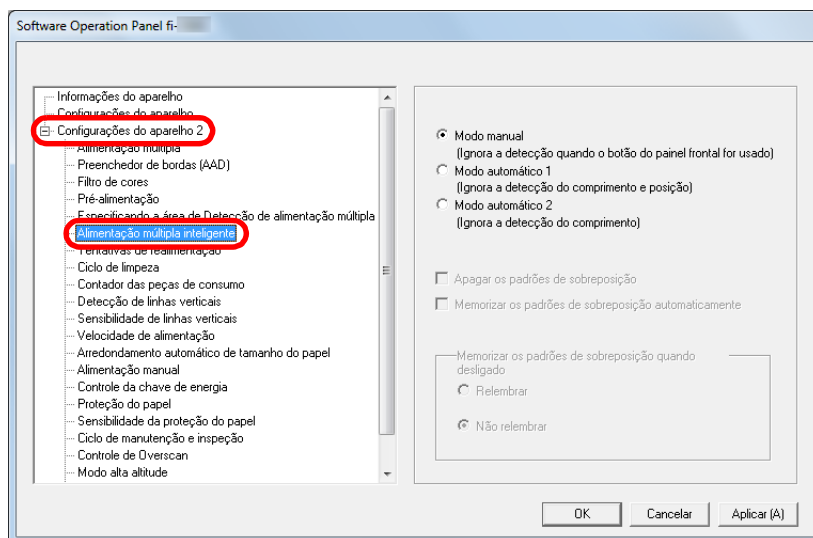 Software Operation Panel fi-
Informações do aparelho
Configurações do aparelho
Configurações do aparelho 2
Alimentação múltipla
Preenchedor de bordas (AAD)
Filtro de cores
Pré-alimentação
Especificando a área de Detecção de alimentação múltipla
Alimentação múltipla inteligente
Tentativas de realimentação
Ciclo de limpeza
Contador das peças de consumo
Detecção de linhas verticais
Sensibilidade de linhas verticais
Velocidade de alimentação
Arredondamento automático de tamanho do papel
Alimentação manual
Controle da chave de energia
Proteção do papel
Sensibilidade da proteção do papel
Ciclo de manutenção e inspeção
Controle de Overscan
Modo alta altitude
Modo manual
(Ignora a detecção quando o botão do painel frontal for usado)
Modo automático 1
(Ignora a detecção do comprimento e posição)
Modo automático 2
(Ignora a detecção do comprimento)
Apagar os padrões de sobreposição
Memorizar os padrões de sobreposição automaticamente
Memorizar os padrões de sobreposição quando
desligado
Relembrar
Não relembrar
OK
Cancelar
Aplicar (A)